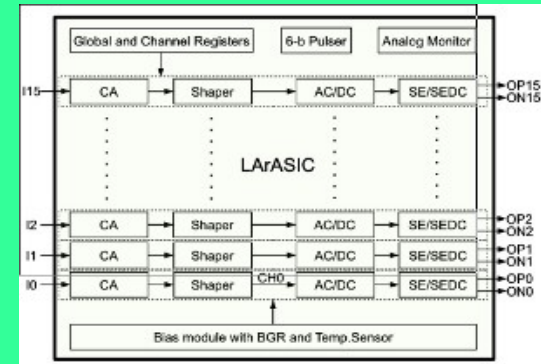 Global and Channel Registers 6-b Pulser Analog Monitor
I15 CA Shaper AC/DC SE/SEDC OP15
ON15
LArASIC
I2 CA Shaper AC/DC SE/SEDC OP2
ON2
I1 CA Shaper AC/DC SE/SEDC OP1
ON1
I0 CA Shaper CH0 AC/DC SE/SEDC OP0
ON0
Bias module with BGR and Temp.Sensor